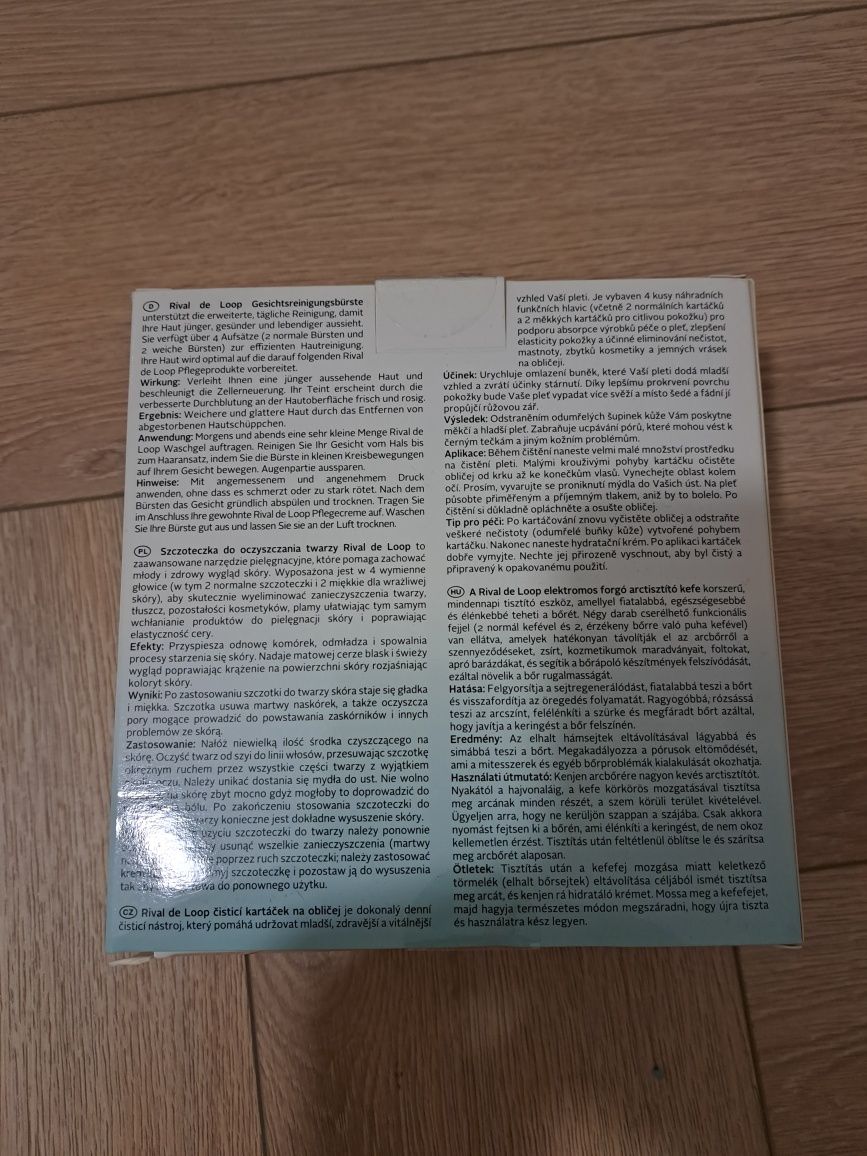 D Rival de Loop Gesichtsreinigungsbürste
unterstützt die erweiterte, tägliche Reinigung, damit
Ihre Haut jünger, gesünder und lebendiger aussieht.
Sie verfügt über 4 Aufsätze (2 normale Bürsten und
2 weiche Bürsten) zur effizienten Hautreinigung.
Ihre Haut wird optimal auf die darauf folgenden Rival
de Loop Pflegeprodukte vorbereitet.
Wirkung: Verleiht Ihnen eine jünger aussehende Haut und
beschleunigt die Zellerneuerung. Ihr Teint erscheint durch die
verbesserte Durchblutung an der Hautoberfläche frisch und rosig.
Ergebnis: Weichere und glattere Haut durch das Entfernen von
abgestorbenen Hautschüppchen.
Anwendung: Morgens und abends eine sehr kleine Menge Rival de
Loop Waschgel auftragen. Reinigen Sie Ihr Gesicht vom Hals bis
zum Haaransatz, indem Sie die Bürste in kleinen Kreisbewegungen
auf Ihrem Gesicht bewegen. Augenpartie aussparen.
Hinweise: Mit angemessenem und angenehmem Druck
anwenden, ohne dass es schmerzt oder zu stark rötet. Nach dem
Bürsten das Gesicht gründlich abspülen und trocknen. Tragen Sie
im Anschluss Ihre gewohnte Rival de Loop Pflegecreme auf. Waschen
Sie Ihre Bürste gut aus und lassen Sie sie an der Luft trocknen.
PL Szczoteczka do oczyszczania twarzy Rival de Loop to
zaawansowane narzędzie pielęgnacyjne, które pomaga zachować
młody i zdrowy wygląd skóry. Wyposażona jest w 4 wymienne
głowice (w tym 2 normalne szczoteczki i 2 miękkie dla wrażliwej
skóry), aby skutecznie wyeliminować zanieczyszczenia twarzy,
tłuszcz, pozostałości kosmetyków, plamy ułatwiając tym samym
wchłanianie produktów do pielęgnacji skóry i poprawiając
elastyczność cery.
Efekty: Przyspiesza odnowę komórek, odmładza i spowalnia
procesy starzenia się skóry. Nadaje matowej cerze blask i świeży
wygląd poprawiając krążenie na powierzchni skóry rozjaśniając
koloryt skóry.
Wyniki: Po zastosowaniu szczotki do twarzy skóra staje się gładka
i miękka. Szczotka usuwa martwy naskórek, a także oczyszcza
pory mogące prowadzić do powstawania zaskórników i innych
problemów ze skórą.
Zastosowanie: Nałóż niewielką ilość środka czyszczącego na
skórę. Oczyść twarz od szyi do linii włosów, przesuwając szczotkę
okrężnym ruchem przez wszystkie części twarzy z wyjątkiem
oczu. Należy unikać dostania się mydła do ust. Nie wolno
skórę zbyt mocno gdyż mogłoby to doprowadzić do
bólu. Po zakończeniu stosowania szczoteczki do
twarzy konieczne jest dokładne wysuszenie skóry.
użyciu szczoteczki do twarzy należy ponownie
usunąć wszelkie zanieczyszczenia (martwy
poprzez ruch szczoteczki; należy zastosować
szczoteczkę i pozostaw ją do wysuszenia
tak do ponownego użytku.
CZ Rival de Loop čisticí kartáček na obličej je dokonalý denní
čisticí nástroj, který pomáhá udržovat mladší, zdravější a vitálnější
vzhled Vaší pleti. Je vybaven 4 kusy náhradních
funkčních hlavic (včetně 2 normálních kartáčků
a 2 měkkých kartáčků pro citlivou pokožku) pro
podporu absorpce výrobků péče o pleť, zlepšení
elasticity pokožky a účinné eliminování nečistot,
mastnoty, zbytků kosmetiky a jemných vrásek
na obličeji.
Účinek: Urychluje omlazení buněk, které Vaší pleti dodá mladší
vzhled a zvrátí účinky stárnutí. Díky lepšímu prokrvení povrchu
pokožky bude Vaše pleť vypadat více svěží a místo šedé a fádní jí
propůjčí růžovou zář.
Výsledek: Odstraněním odumřelých šupinek kůže Vám poskytne
měkčí a hladší pleť. Zabraňuje ucpávání pórů, které mohou vést k
černým tečkám a jiným kožním problémům.
Aplikace: Během čištění naneste velmi malé množství prostředku
na čistění pleti. Malými krouživými pohyby kartáčku očistěte
obličej od krku až ke konečkům vlasů. Vynechejte oblast kolem
očí. Prosím, vyvarujte se proniknutí mýdla do Vašich úst. Na pleť
působte přiměřeným a příjemným tlakem, aniž by to bolelo. Po
čištění si důkladně opláchněte a osušte obličej.
Tip pro péči: Po kartáčování znovu vyčistěte obličej a odstraňte
veškeré nečistoty (odumřelé buňky kůže) vytvořené pohybem
kartáčku. Nakonec naneste hydratační krém. Po aplikaci kartáček
dobře vymyjte. Nechte jej přirozeně vyschnout, aby byl čistý a
připravený k opakovanému použití.
HU A Rival de Loop elektromos forgó arctisztító kefe korszerű,
mindennapi tisztító eszköz, amellyel fiatalabbá, egészségesebbé
és élénkebbé teheti a bőrét. Négy darab cserélhető funkcionális
fejjel (2 normál kefével és 2, érzékeny bőrre való puha kefével)
van ellátva, amelyek hatékonyan távolítják el az arcbőrről a
szennyeződéseket, zsírt, kozmetikumok maradványait, foltokat,
apró barázdákat, és segítik a bőrápoló készítmények felszívódását,
ezáltal növelik a bőr rugalmasságát.
Hatása: Felgyorsítja a sejtregenerálódást, fiatalabbá teszi a bőrt
és visszafordítja az öregedés folyamatát. Ragyogóbbá, rózsássá
teszi az arcszínt, felélénkíti a szürke és megfáradt bőrt azáltal,
hogy javítja a keringést a bőr felszínén.
Eredmény: Az elhalt hámsejtek eltávolításával lágyabbá és
simábbá teszi a bőrt. Megakadályozza a pórusok eltömődését,
ami a mitesszerek és egyéb bőrproblémák kialakulását okozhatja.
Használati útmutató: Kenjen arcbőrére nagyon kevés arctisztítót.
Nyakától a hajvonaláig, a kefe körkörös mozgatásával tisztítsa
meg arcának minden részét, a szem körüli terület kivételével.
Ügyeljen arra, hogy ne kerüljön szappan a szájába. Csak akkora
nyomást fejtsen ki a bőrén, ami élénkíti a keringést, de nem okoz
kellemetlen érzést. Tisztítás után feltétlenül öblítse le és szárítsa
meg arcbőrét alaposan.
Ötletek: Tisztítás után a kefefej mozgása miatt keletkező
törmelék (elhalt bőrsejtek) eltávolítása céljából ismét tisztítsa
meg arcát, és kenjen rá hidratáló krémet. Mossa meg a kefefejet,
majd hagyja természetes módon megszáradni, hogy újra tiszta
és használatra kész legyen.